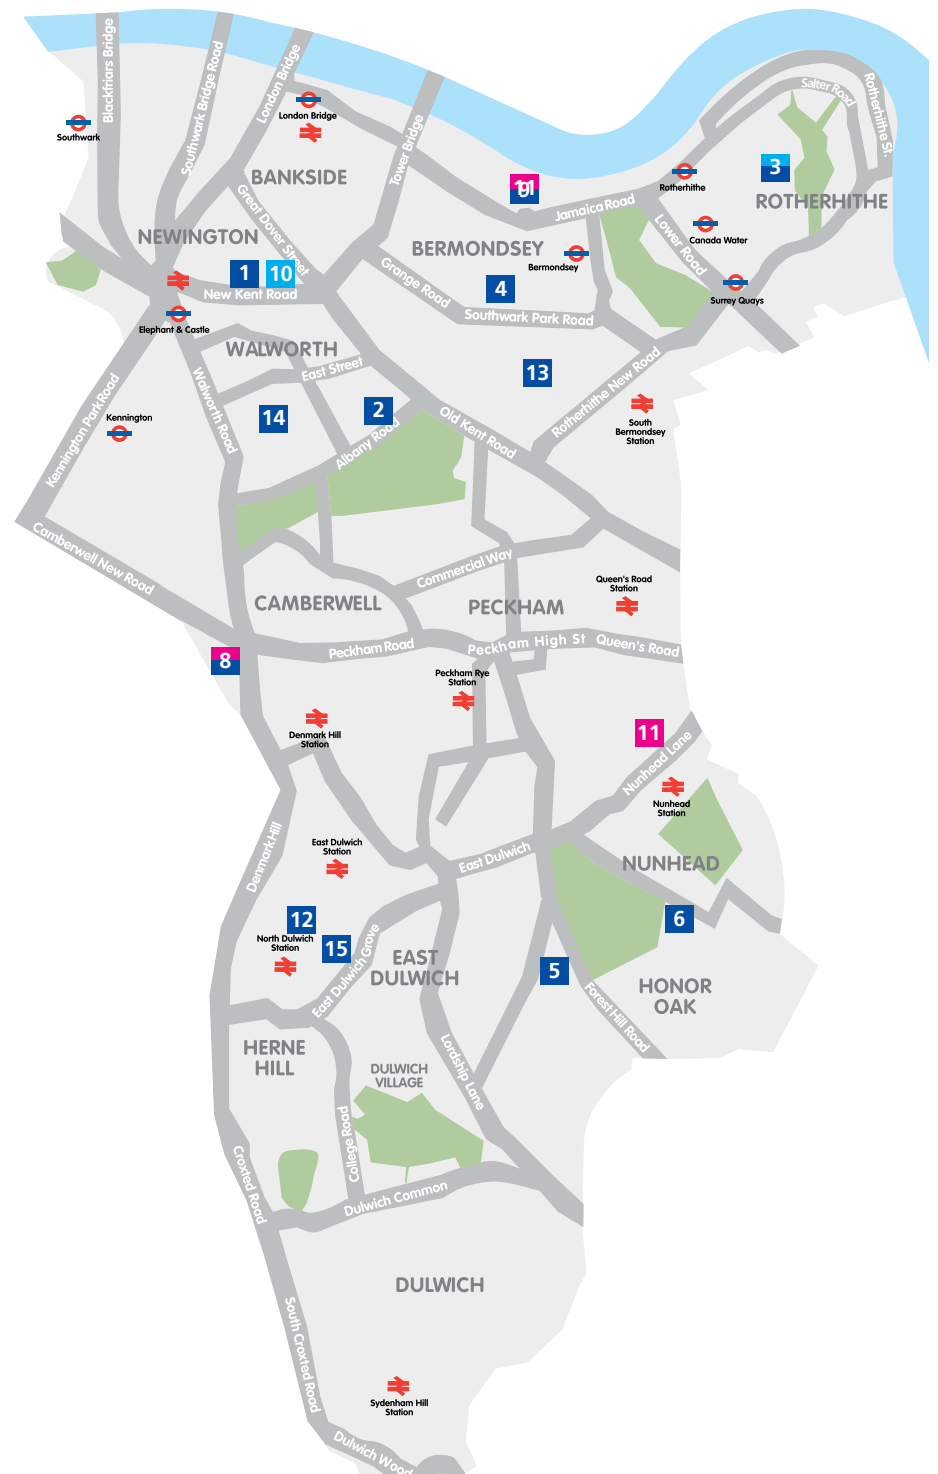 Blackfriars Bridge
Southwark Bridge Road
London Bridge
Tower Bridge
Salter Road
Rotherhithe St.
Southwark
London Bridge
BANKSIDE
Great Dover Street
Jamaica Road
Rotherhithe
3
ROTHERHITHE
NEWINGTON
BERMONDSEY
Canada Water
Lower Road
Bermondsey
1
10
New Kent Road
Grange Road
4
Surrey Quays
Southwark Park Road
Elephant & Castle
WALWORTH
East Street
13
Rotherhithe New Road
Kennington Park Road
Kennington
Walworth Road
14
2
Albany Road
Old Kent Road
South
Bermondsey
Station
Camberwell New Road
Commercial Way
Queen's Road
Station
CAMBERWELL
PECKHAM
Peckham Road
Peckham High St
Queen's Road
8
Peckham Rye
Station
Denmark Hill
Station
11
Nunhead Lane
Nunhead
Station
Denmark Hill
East Dulwich
Station
East Dulwich
NUNHEAD
12
North Dulwich
Station
15
East Dulwich Grove
EAST
DULWICH
5
6
HONOR
OAK
Forest Hill Road
HERNE
HILL
Lordship Lane
DULWICH
VILLAGE
College Road
Croxted Road
Dulwich Common
DULWICH
South Croxted Road
Sydenham Hill
Station
Dulwich Wood